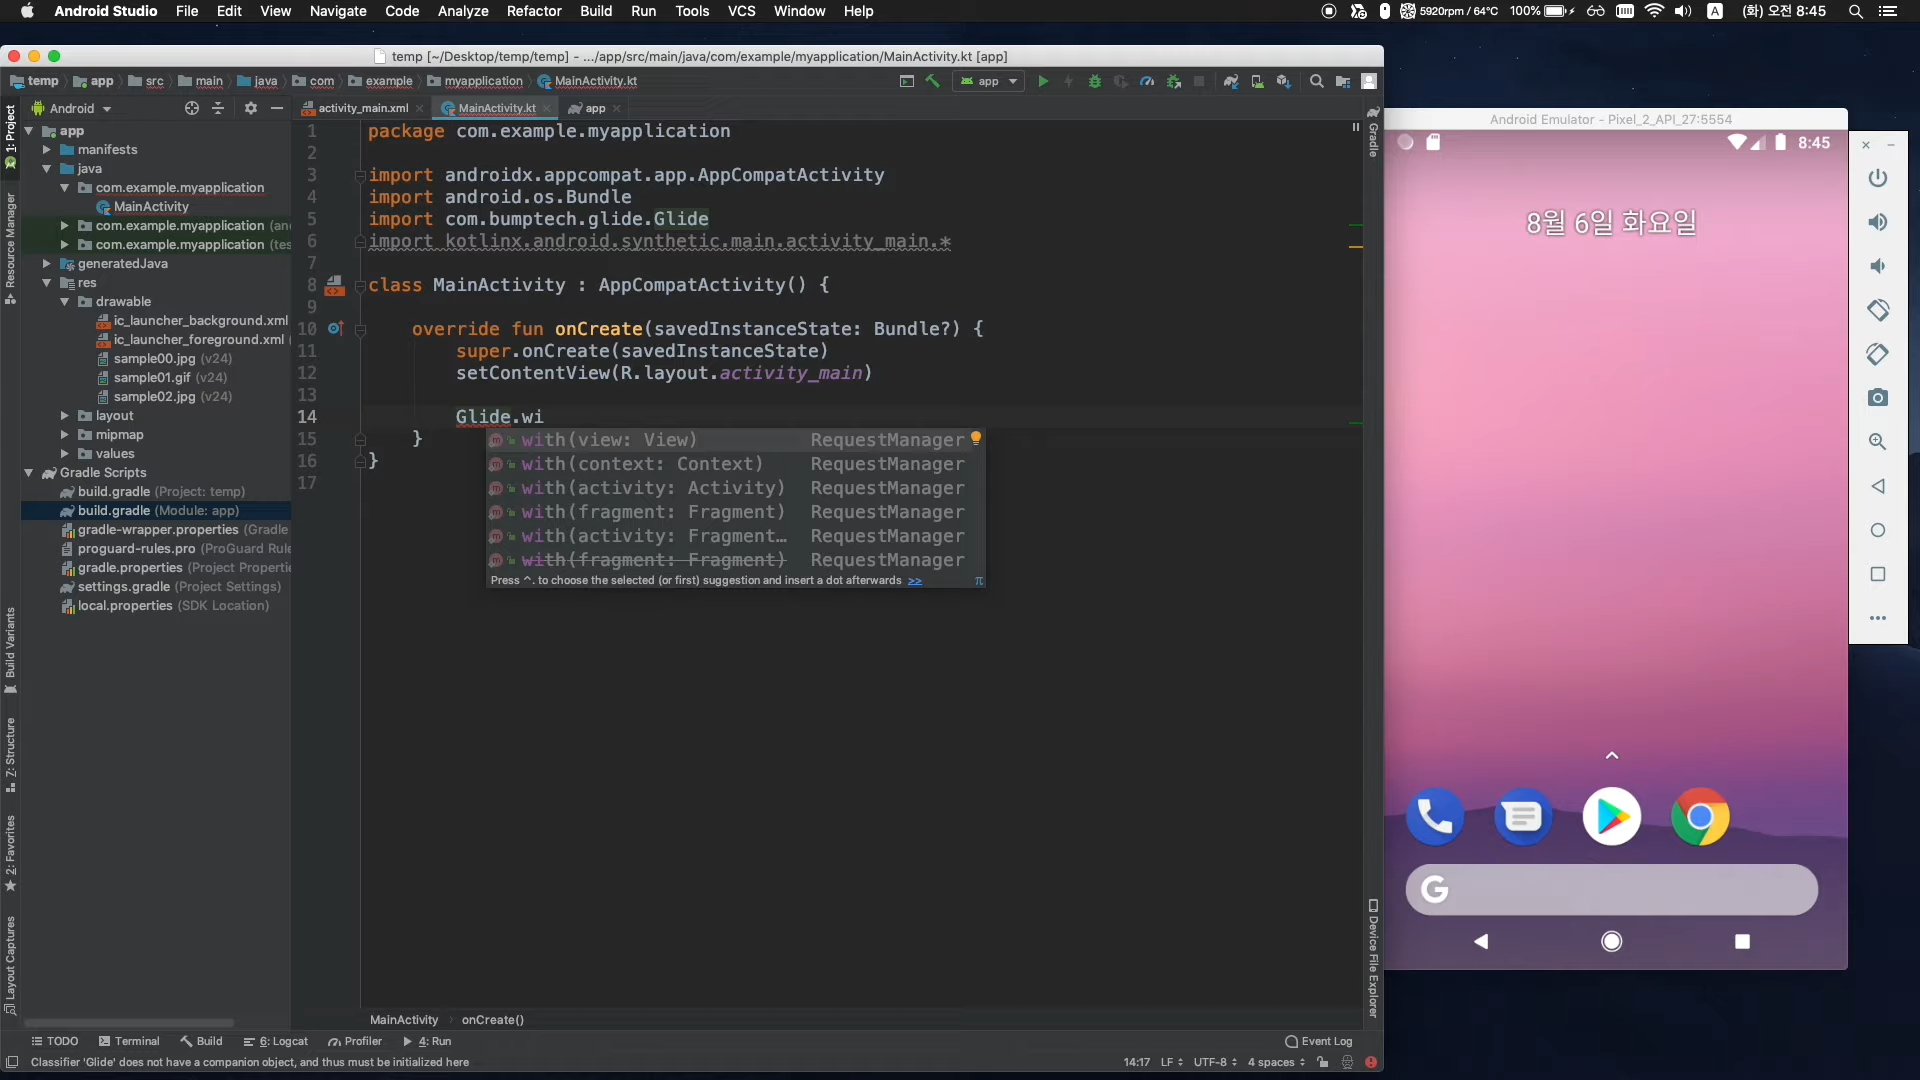 Android Studio File Edit View Navigate Code Analyze Refactor Build Run Tools VCS Window Help
5920rpm / 64°C 100% A (화) 오전 8:45
temp [~/Desktop/temp/temp] - .../app/src/main/java/com/example/myapplication/MainActivity.kt [app]
temp app src main java com example myapplication MainActivity.kt app
Android
activity_main.xml MainActivity.kt app
1: Project
Resource Manager
Build Variants
7: Structure
2: Favorites
Layout Captures
app
manifests
java
com.example.myapplication
MainActivity
com.example.myapplication (an
com.example.myapplication (tes
generatedJava
res
drawable
ic_launcher_background.xml
ic_launcher_foreground.xml
sample00.jpg (v24)
sample01.gif (v24)
sample02.jpg (v24)
layout
mipmap
values
Gradle Scripts
build.gradle (Project: temp)
build.gradle (Module: app)
gradle-wrapper.properties (Gradle
proguard-rules.pro (ProGuard Rule
gradle.properties (Project Properti
settings.gradle (Project Settings)
local.properties (SDK Location)
1 package com.example.myapplication
2
3 import androidx.appcompat.app.AppCompatActivity
4 import android.os.Bundle
5 import com.bumptech.glide.Glide
6 import kotlinx.android.synthetic.main.activity_main.*
7
8 class MainActivity : AppCompatActivity() {
9
10 override fun onCreate(savedInstanceState: Bundle?) {
11 super.onCreate(savedInstanceState)
12 setContentView(R.layout.activity_main)
13
14 Glide.wi
15 }
16 }
17
with(view: View) RequestManager
with(context: Context) RequestManager
with(activity: Activity) RequestManager
with(fragment: Fragment) RequestManager
with(activity: Fragment… RequestManager
with(fragment: Fragment) RequestManager
Press ^. to choose the selected (or first) suggestion and insert a dot afterwards >> π
Gradle
Device File Explorer
MainActivity › onCreate()
TODO Terminal Build 6: Logcat Profiler 4: Run Event Log
Classifier 'Glide' does not have a companion object, and thus must be initialized here
14:17 LF UTF-8 4 spaces
Android Emulator - Pixel_2_API_27:5554
8:45
8월 6일 화요일
G